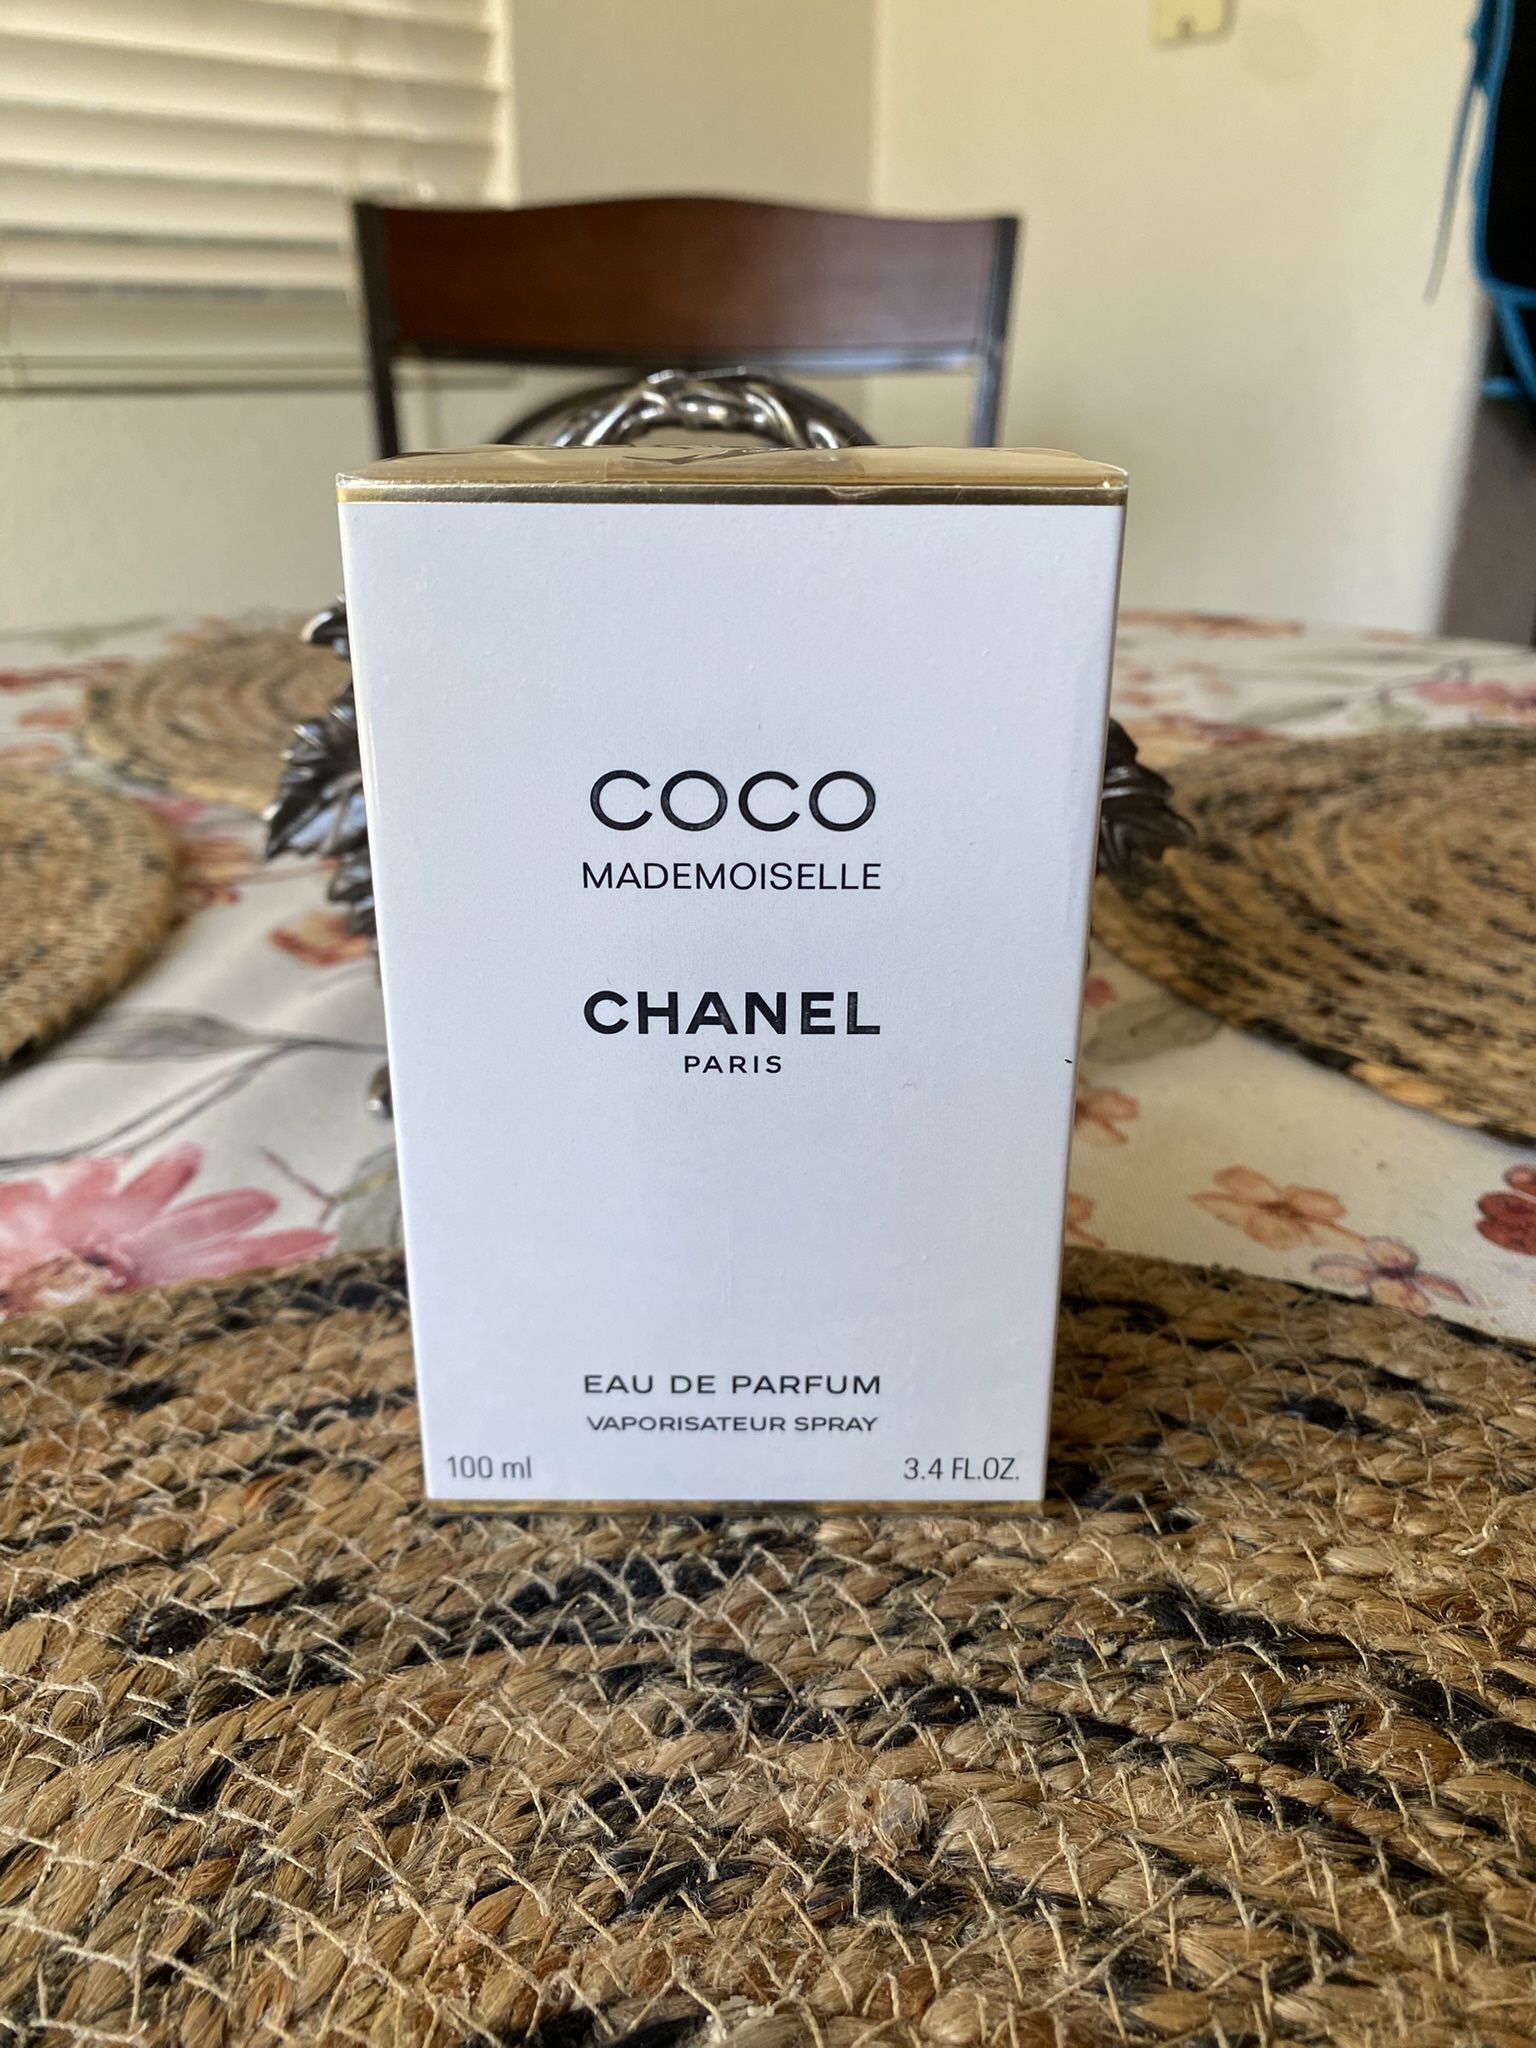 COCO
MADEMOISELLE
CHANEL
PARIS
EAU DE PARFUM
VAPORISATEUR SPRAY
100 ml 3.4 FL.OZ.